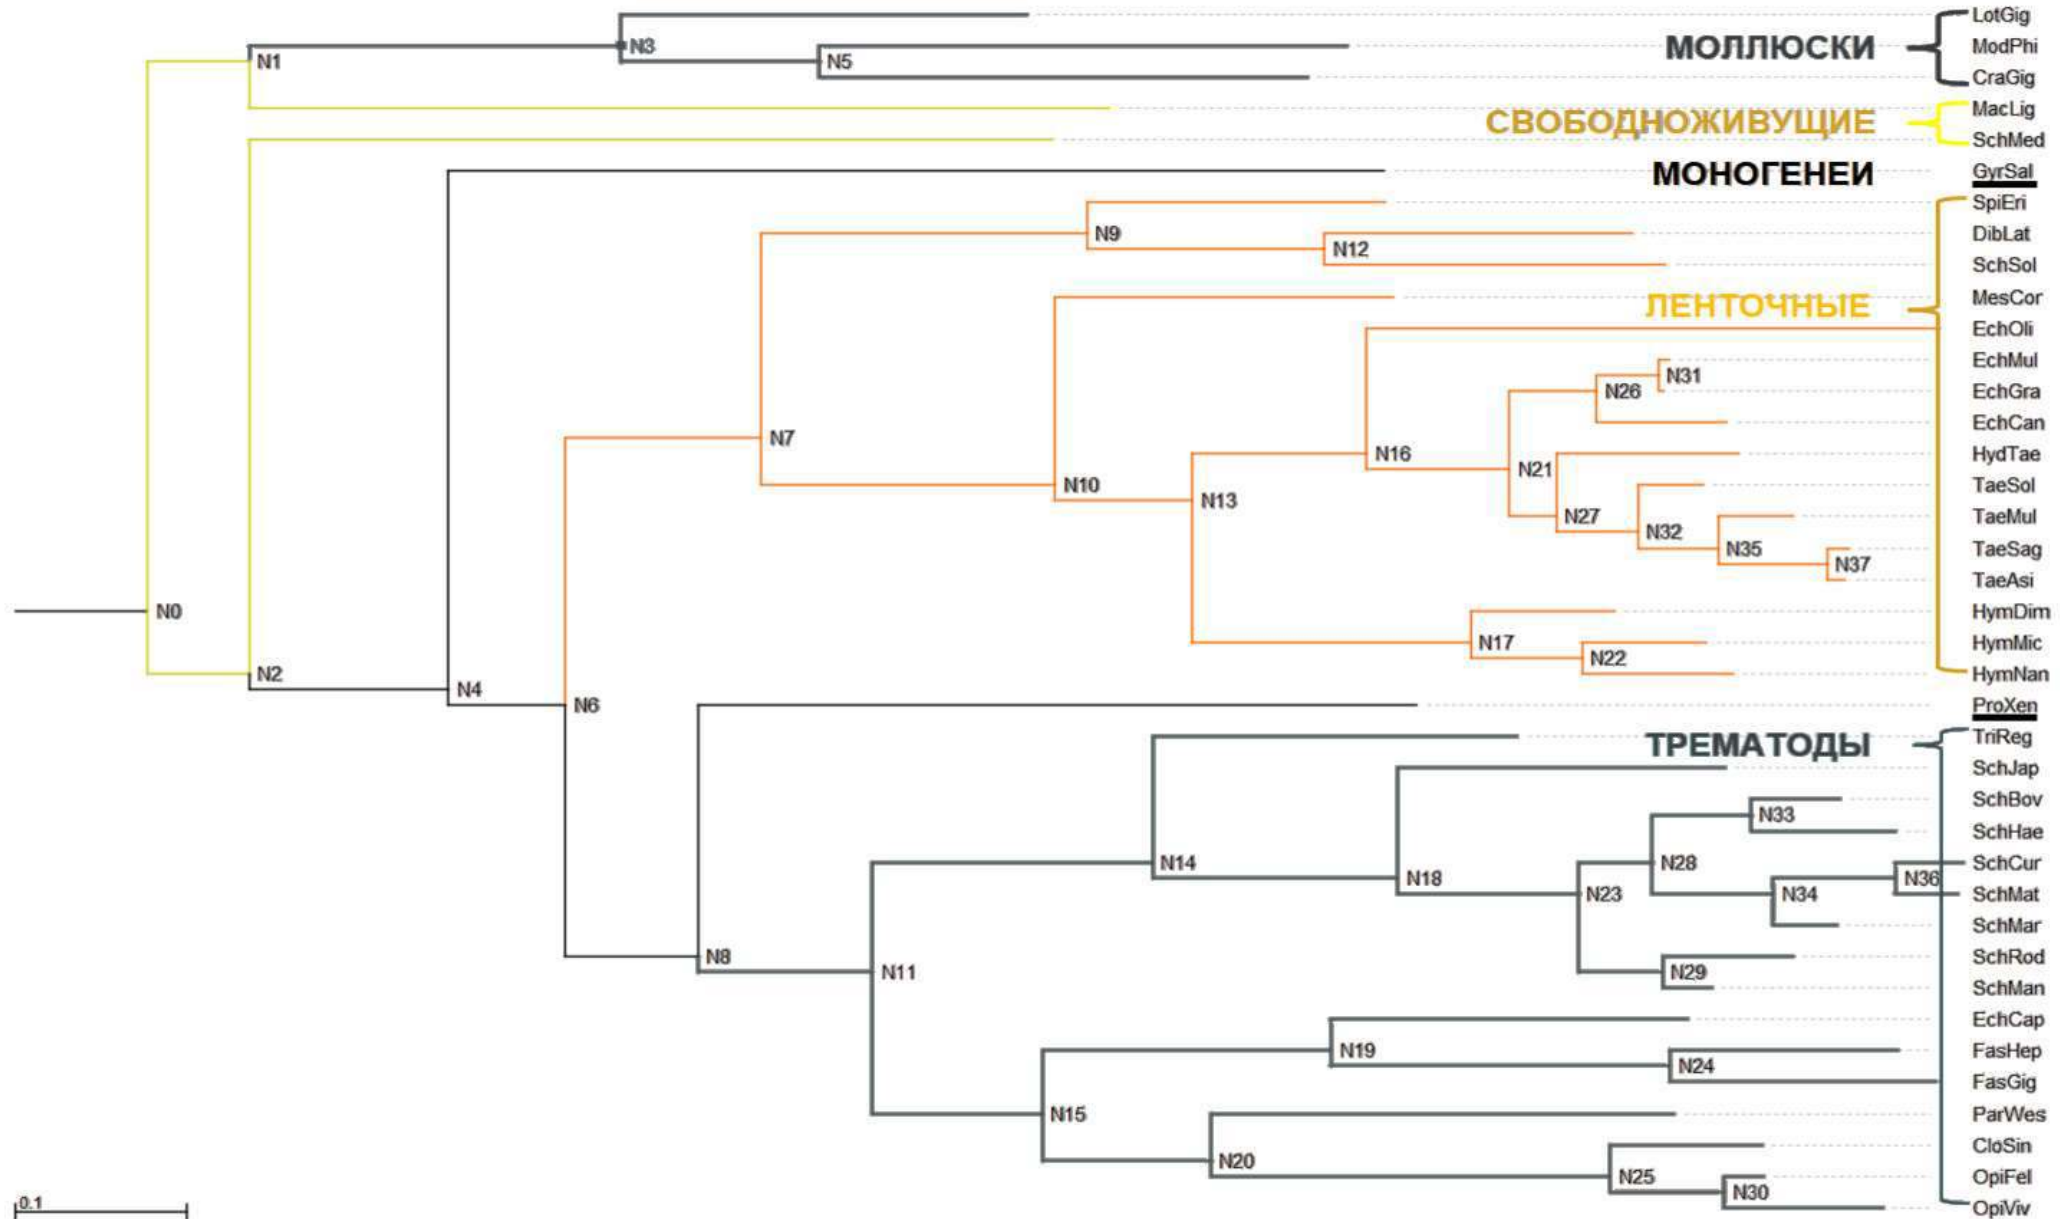 LotGig
N3
МОЛЛЮСКИ
ModPhi
N1
N5
CraGig
MacLig
СВОБОДНОЖИВУЩИЕ
SchMed
МОНОГЕНЕИ
GyrSal
SpiEri
N9
DibLat
N12
SchSol
ЛЕНТОЧНЫЕ
MesCor
EchOli
EchMul
N31
N26
EchGra
EchCan
N7
N16
HydTae
N21
N10
TaeSol
N13
N27
TaeMul
N32
N35
TaeSag
N37
TaeAsi
N0
HymDim
N17
HymMic
N22
N2
HymNan
N4
N6
ProXen
ТРЕМАТОДЫ
TriReg
SchJap
SchBov
N33
SchHae
N14
N28
SchCur
N18
N36
N23
N34
SchMat
SchMar
N8
SchRod
N11
N29
SchMan
EchCap
N19
FasHep
N24
FasGig
N15
ParWes
CloSin
N20
N25
OpiFel
N30
0.1
OpiViv